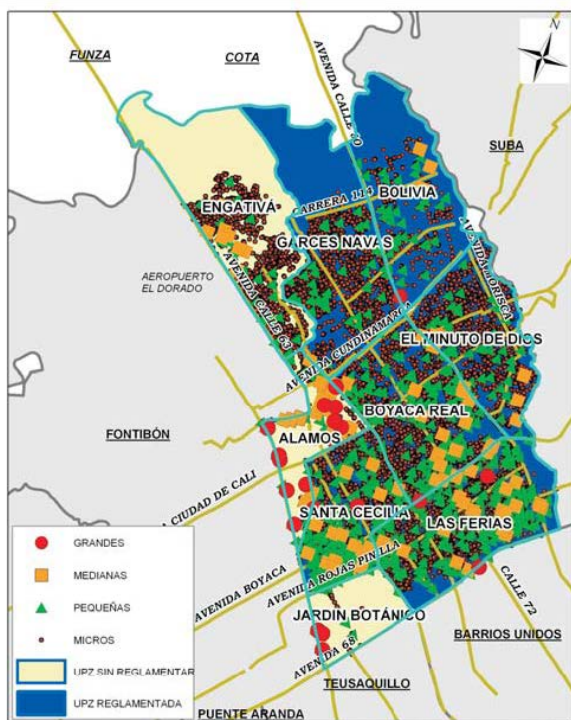 N
FUNZA
COTA
AVENIDA CALLE 80
SUBA
CARRERA 114
BOLIVIA
ENGATIVÁ
GARCES NAVAS
AEROPUERTO
EL DORADO
AVENIDA CALLE 63
AVENIDA MORISCA
AVENIDA CUNDINAMARCA
EL MINUTO DE DIOS
BOYACA REAL
FONTIBÓN
ALAMOS
CIUDAD DE CALI
SANTA CECILIA
LAS FERIAS
AVENIDA BOYACA
AVENIDA ROJAS PINILLA
CALLE 72
JARDIN BOTÁNICO
AVENIDA 68
BARRIOS UNIDOS
TEUSAQUILLO
PUENTE ARANDA
GRANDES
MEDIANAS
PEQUEÑAS
MICROS
UPZ SIN REGLAMENTAR
UPZ REGLAMENTADA